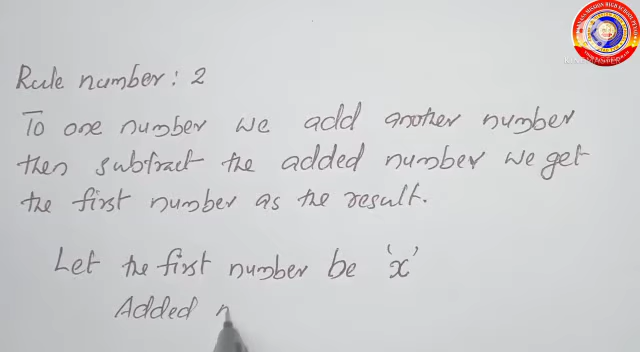 Rule number : 2
To one number we add another number
then subtract the added number we get
the first number as the result.
Let the first number be 'x'
Added n